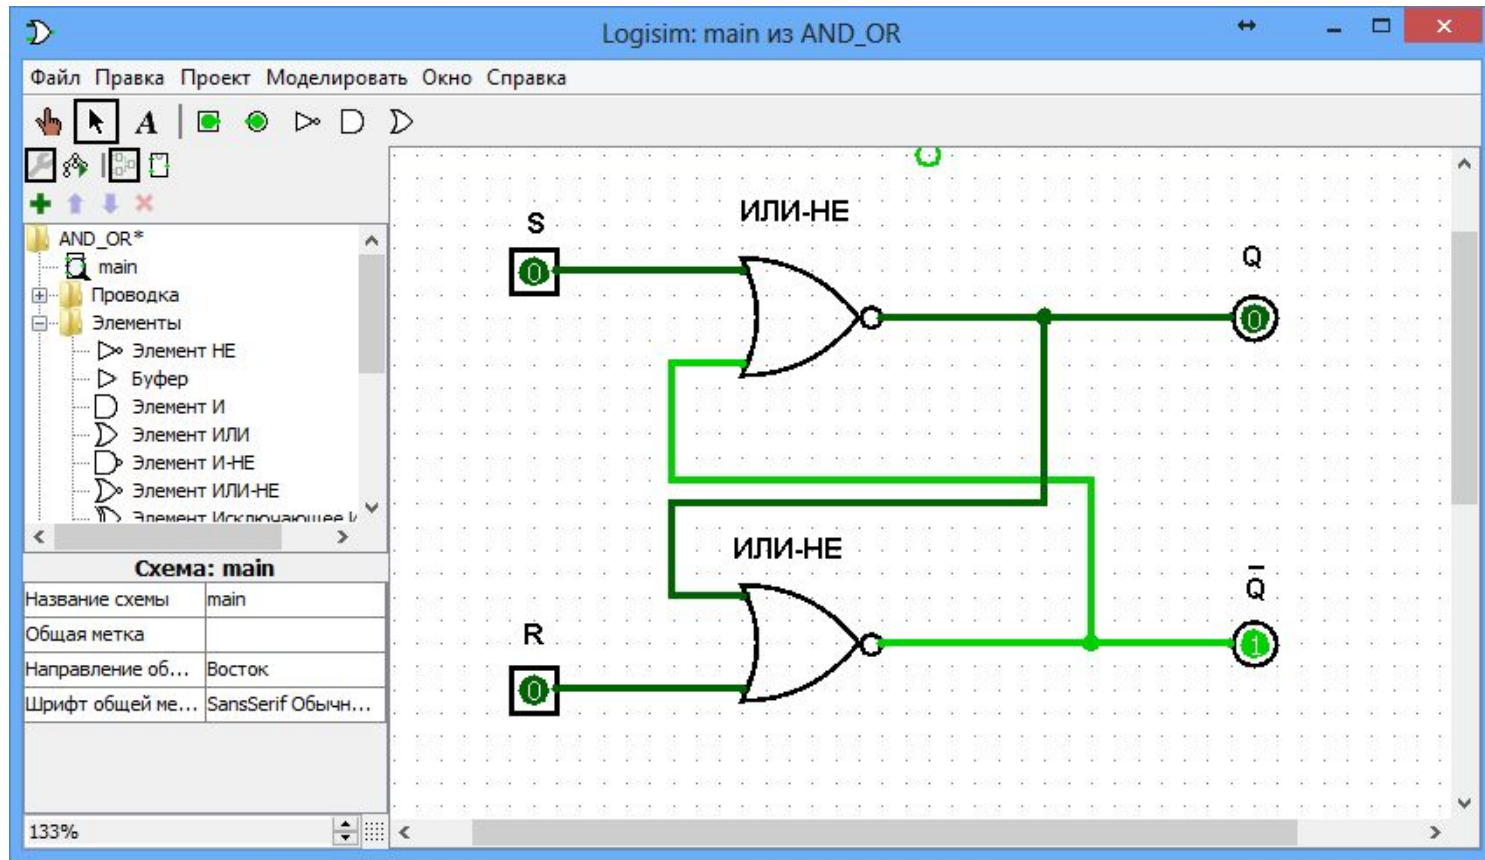 Logisim: main из AND_OR
Файл Правка Проект Моделировать Окно Справка
A
AND_OR*
main
Проводка
Элементы
Элемент НЕ
Буфер
Элемент И
Элемент ИЛИ
Элемент И-НЕ
Элемент ИЛИ-НЕ
Элемент Исключающее И
Схема: main
Название схемы main
Общая метка
Направление об... Восток
Шрифт общей ме... SansSerif Обычн...
133%
S
ИЛИ-НЕ
Q
0
0
ИЛИ-НЕ
Q̅
R
1
0